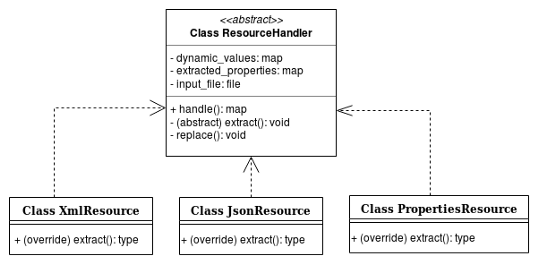 <<abstract>>
Class ResourceHandler
- dynamic_values: map
- extracted_properties: map
- input_file: file
+ handle(): map
- (abstract) extract(): void
- replace(): void
Class XmlResource
+ (override) extract(): type
Class JsonResource
+ (override) extract(): type
Class PropertiesResource
+ (override) extract(): type